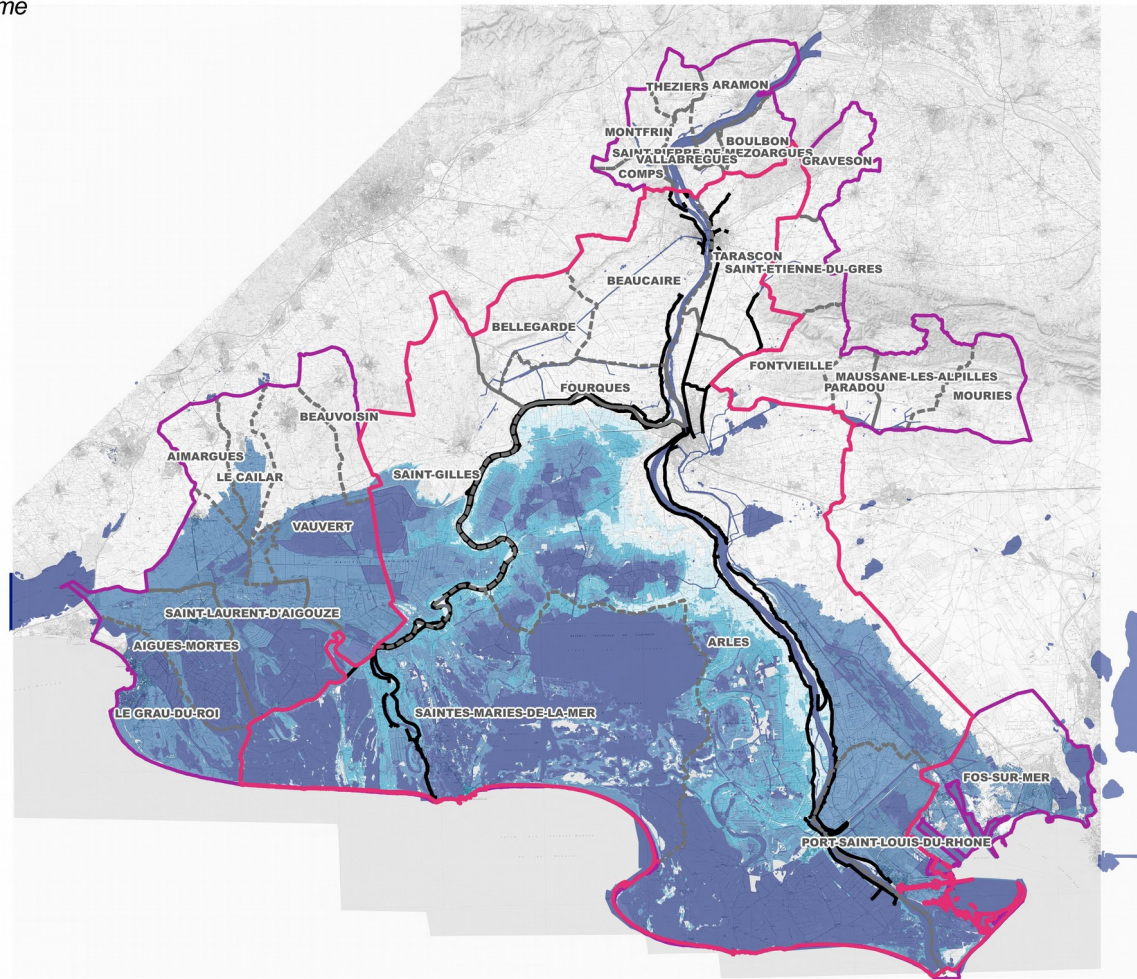 me
THEZIERS ARAMON
MONTFRIN
BOULBON
SAINT-PIERRE-DE-MEZOARGUES
VALLABREGUES
GRAVESON
COMPS
TARASCON
SAINT-ETIENNE-DU-GRES
BEAUCAIRE
BELLEGARDE
FONTVIEILLE
MAUSSANE-LES-ALPILLES
PARADOU
FOURQUES
MOURIES
BEAUVOISIN
AIMARGUES
LE CAILAR
SAINT-GILLES
VAUVERT
SAINT-LAURENT-D'AIGOUZE
AIGUES-MORTES
ARLES
LE GRAU-DU-ROI
SAINTES-MARIES-DE-LA-MER
FOS-SUR-MER
PORT-SAINT-LOUIS-DU-RHONE